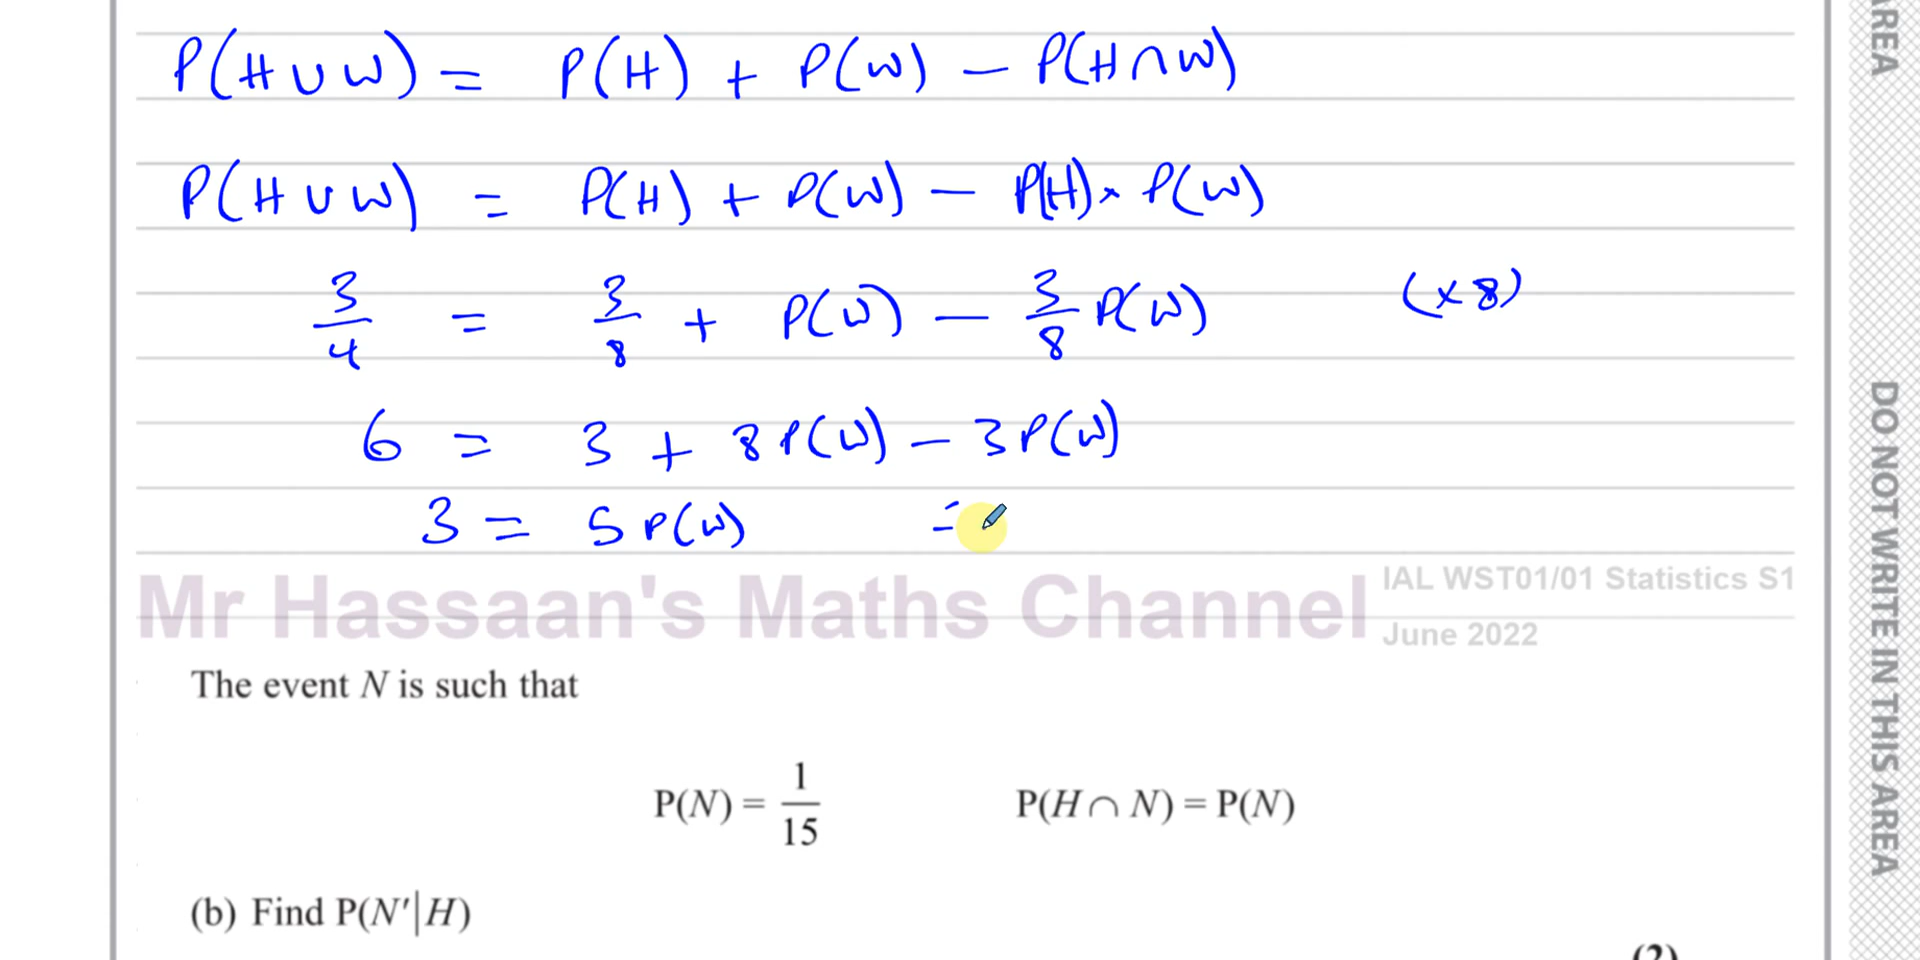 P(H ∪ W) = P(H) + P(W) − P(H ∩ W)
P(H ∪ W) = P(H) + P(W) − P(H) × P(W)
3/4 = 3/8 + P(W) − 3/8 P(W) (×8)
6 = 3 + 8P(W) − 3P(W)
3 = 5P(W) =
Mr Hassaan's Maths Channel IAL WST01/01 Statistics S1
June 2022
The event N is such that
P(N) = 1/15 P(H ∩ N) = P(N)
(b) Find P(N′|H)
(2)
AREA
DO NOT WRITE IN THIS AREA